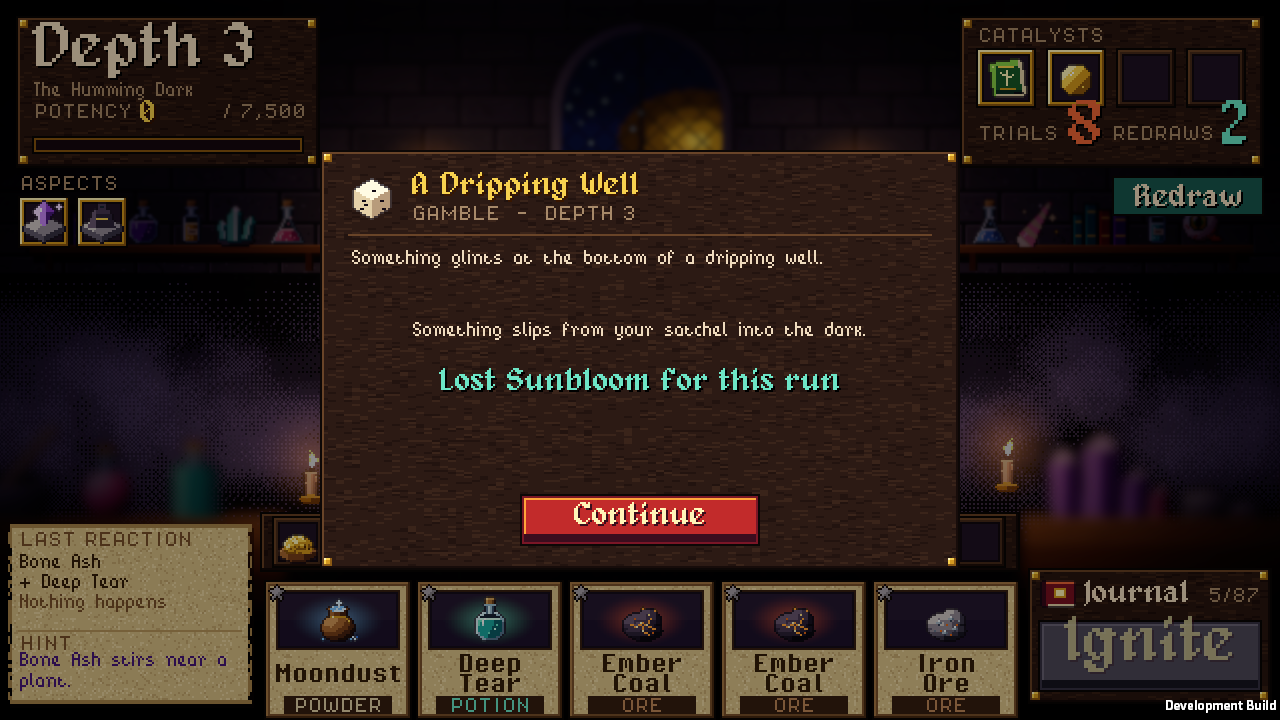 Depth 3
The Humming Dark
POTENCY 0 / 7,500
ASPECTS
CATALYSTS
TRIALS 8 REDRAWS 2
Redraw
A Dripping Well
GAMBLE - DEPTH 3
Something glints at the bottom of a dripping well.
Something slips from your satchel into the dark.
Lost Sunbloom for this run
Continue
LAST REACTION
Bone Ash
+ Deep Tear
Nothing happens
HINT
Bone Ash stirs near a
plant.
Moondust
POWDER
Deep
Tear
POTION
Ember
Coal
ORE
Ember
Coal
ORE
Iron
Ore
ORE
Journal 5/87
Ignite
Development Build